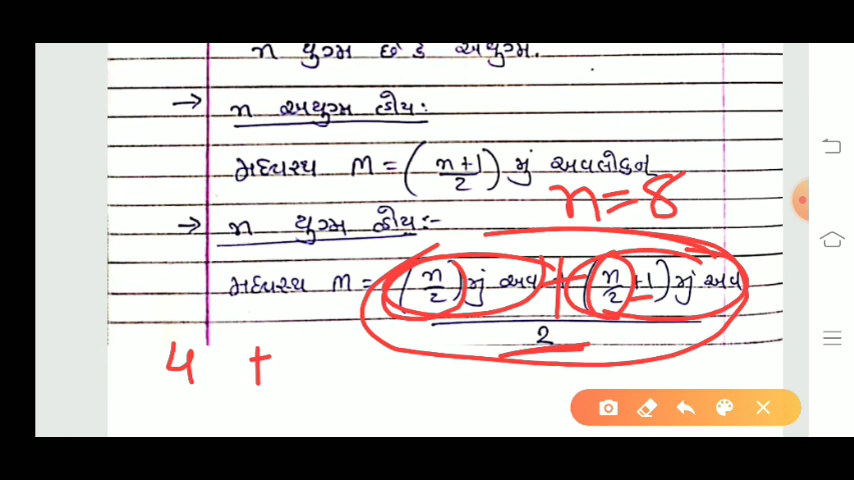 n યુગ્મ છે કે અયુગ્મ.
→ n અયુગ્મ હોય:
મધ્યસ્થ M = (n+1/2) મું અવલોકન
n=8
→ n યુગ્મ હોય:-
મધ્યસ્થ M = (n/2) મું અવ + (n/2 +1) મું અવ
2
4 +